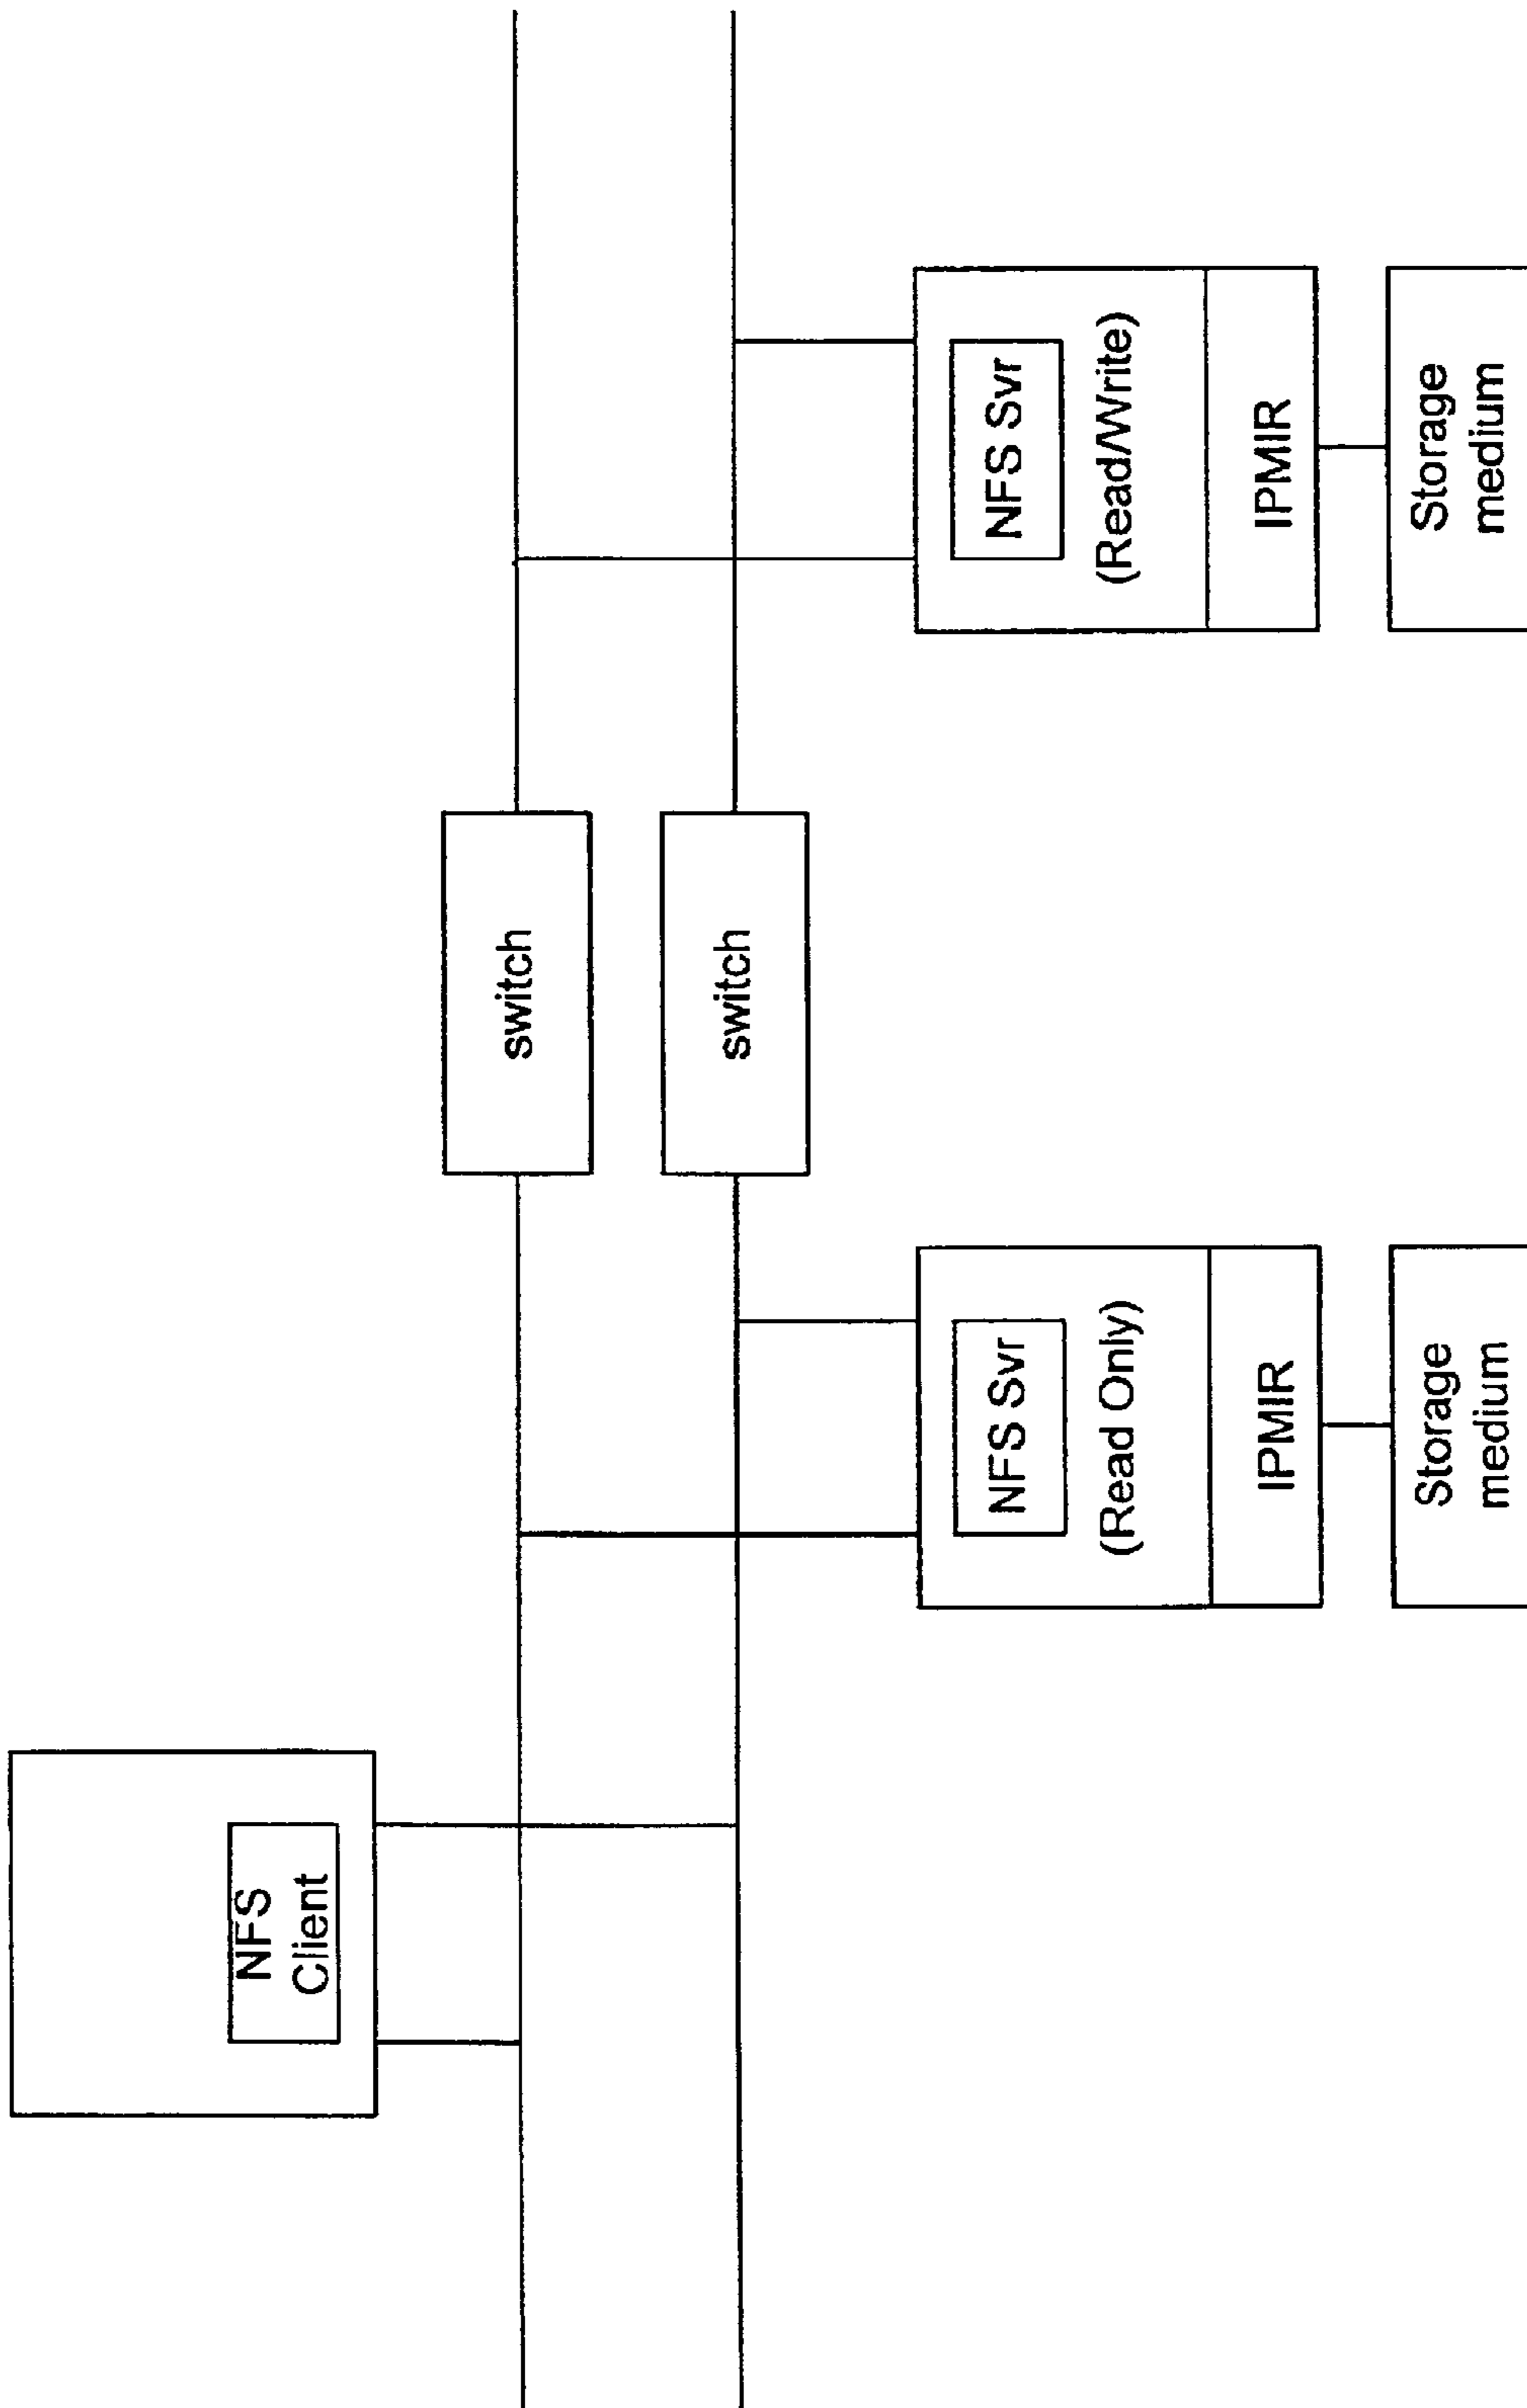 NFS
Client
switch
switch
NFS Svr
(Read Only)
IPMIR
Storage
medium
NFS Svr
(Read/Write)
IPMIR
Storage
medium